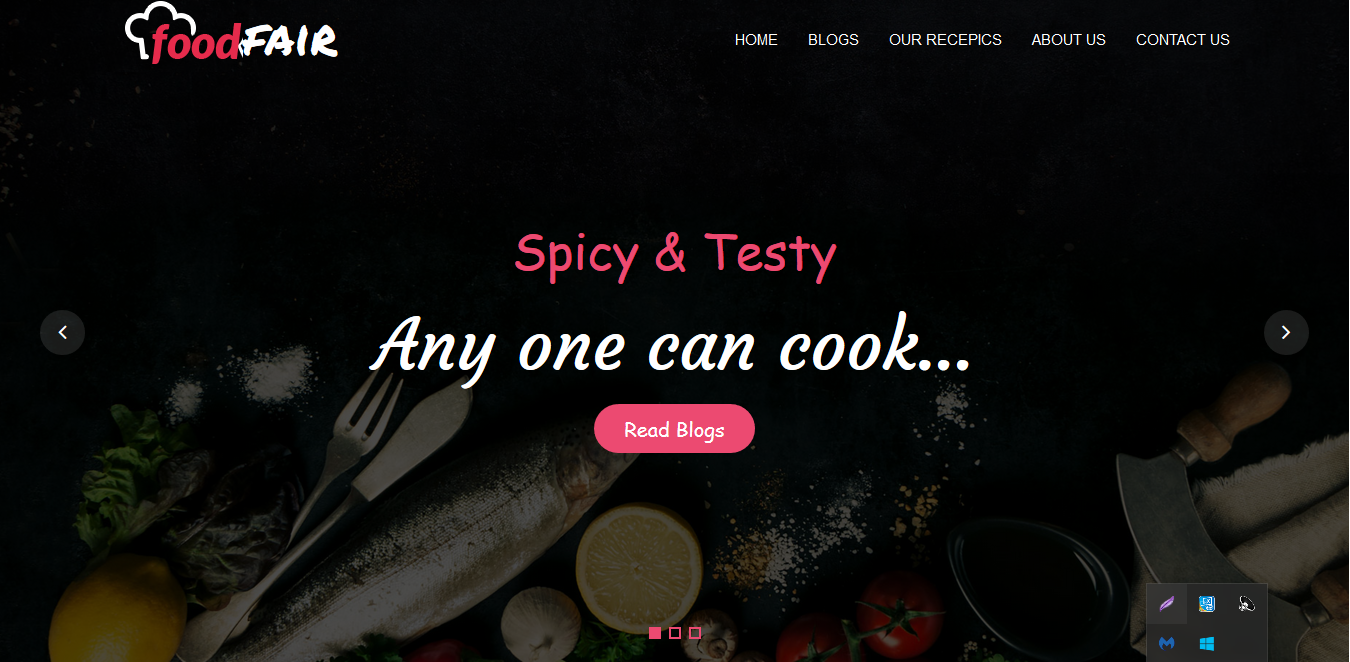 foodFAIR
HOME BLOGS OUR RECEPICS ABOUT US CONTACT US
Spicy & Testy
Any one can cook...
Read Blogs